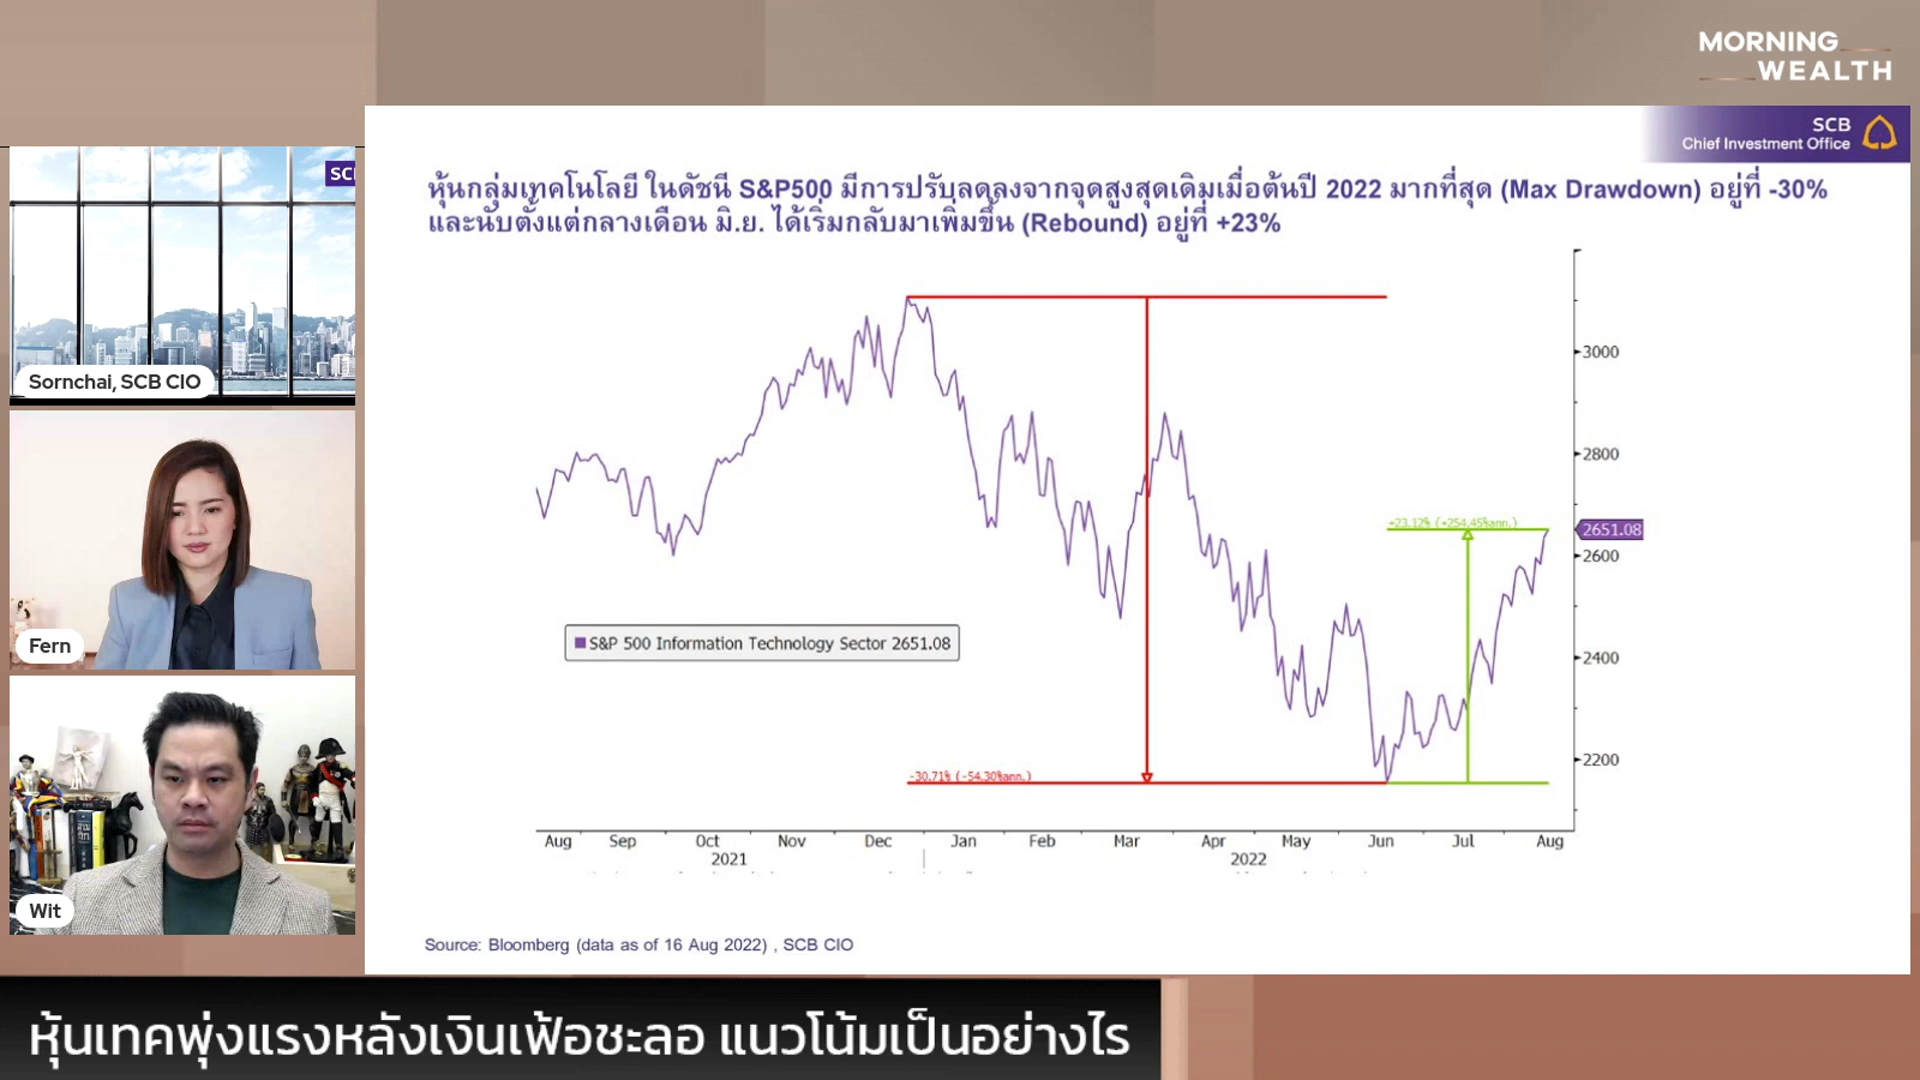 MORNING
WEALTH
SCB
Chief Investment Office
หุ้นกลุ่มเทคโนโลยี ในดัชนี S&P500 มีการปรับลดลงจากจุดสูงสุดเดิมเมื่อต้นปี 2022 มากที่สุด (Max Drawdown) อยู่ที่ -30%
และนับตั้งแต่กลางเดือน มิ.ย. ได้เริ่มกลับมาเพิ่มขึ้น (Rebound) อยู่ที่ +23%
3000
2800
+23.12% (+254.45%ann.)
2651.08
2600
S&P 500 Information Technology Sector 2651.08
2400
2200
-30.71% (-54.30%ann.)
Aug Sep Oct Nov Dec Jan Feb Mar Apr May Jun Jul Aug
2021 2022
Source: Bloomberg (data as of 16 Aug 2022) , SCB CIO
Sornchai, SCB CIO
Fern
Wit
หุ้นเทคพุ่งแรงหลังเงินเฟ้อชะลอ แนวโน้มเป็นอย่างไร